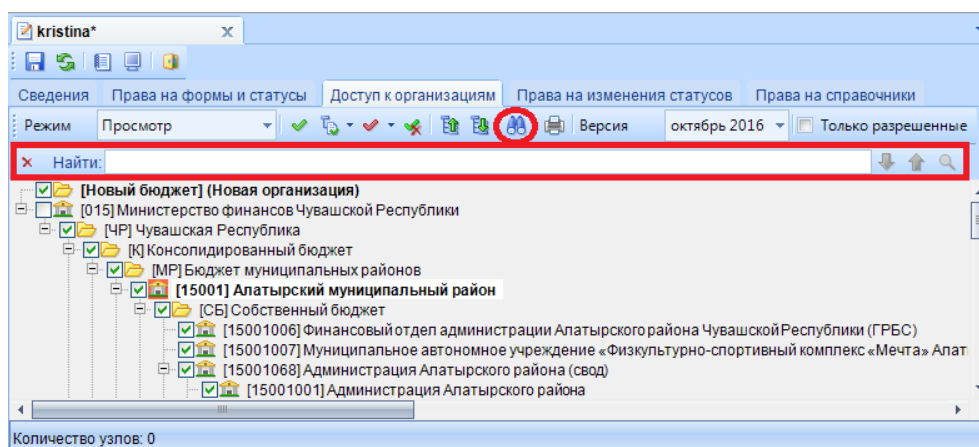 kristina*
Сведения Права на формы и статусы Доступ к организациям Права на изменения статусов Права на справочники
Режим Просмотр Версия октябрь 2016 Только разрешенные
Найти:
[Новый бюджет] (Новая организация)
[015] Министерство финансов Чувашской Республики
[ЧР] Чувашская Республика
[К] Консолидированный бюджет
[МР] Бюджет муниципальных районов
[15001] Алатырский муниципальный район
[СБ] Собственный бюджет
[15001006] Финансовый отдел администрации Алатырского района Чувашской Республики (ГРБС)
[15001007] Муниципальное автономное учреждение «Физкультурно-спортивный комплекс «Мечта» Алат
[15001068] Администрация Алатырского района (свод)
[15001001] Администрация Алатырского района
Количество узлов: 0